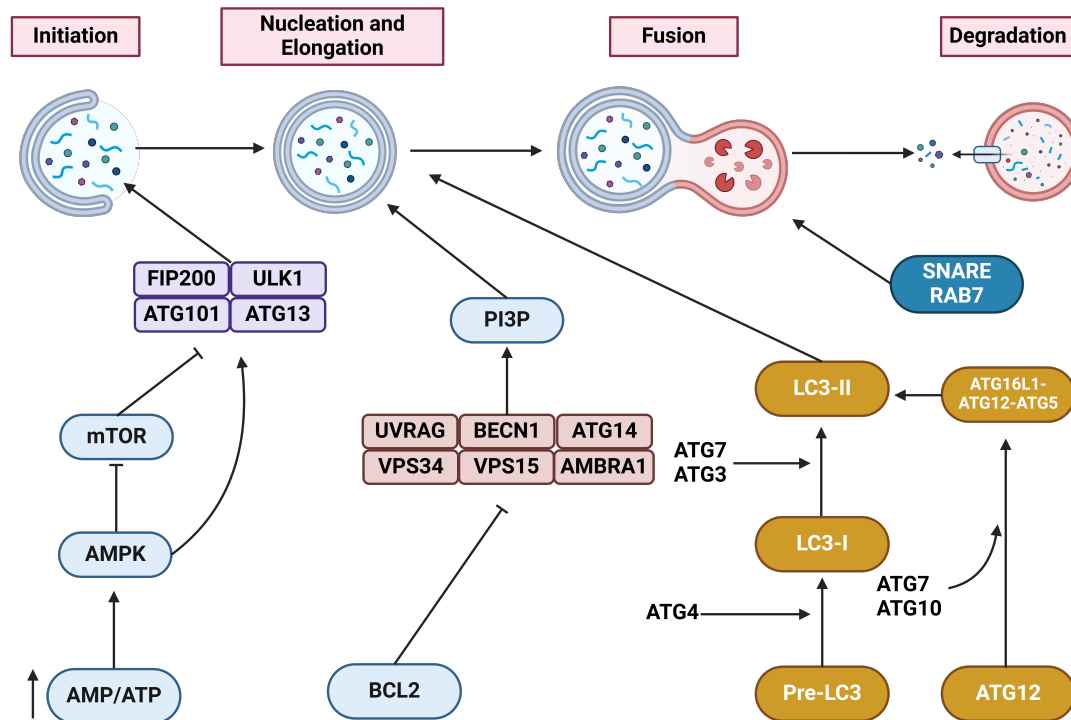 Initiation
Nucleation and
Elongation
Fusion
Degradation
FIP200
ULK1
ATG101
ATG13
SNARE
RAB7
PI3P
LC3-II
ATG16L1-
ATG12-ATG5
mTOR
UVRAG
BECN1
ATG14
VPS34
VPS15
AMBRA1
ATG7
ATG3
AMPK
LC3-I
ATG7
ATG10
ATG4
AMP/ATP
BCL2
Pre-LC3
ATG12